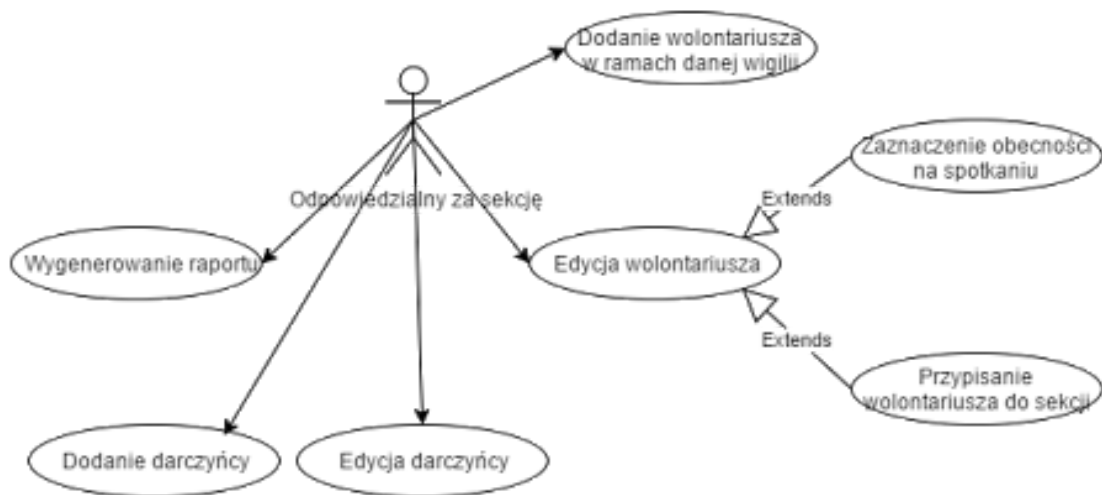 Dodanie wolontariusza
w ramach danej wigilii
Zaznaczenie obecności
na spotkaniu
Odpowiedzialny za sekcję
Extends
Wygenerowanie raportu
Edycja wolontariusza
Extends
Przypisanie
wolontariusza do sekcji
Dodanie darczyńcy
Edycja darczyńcy